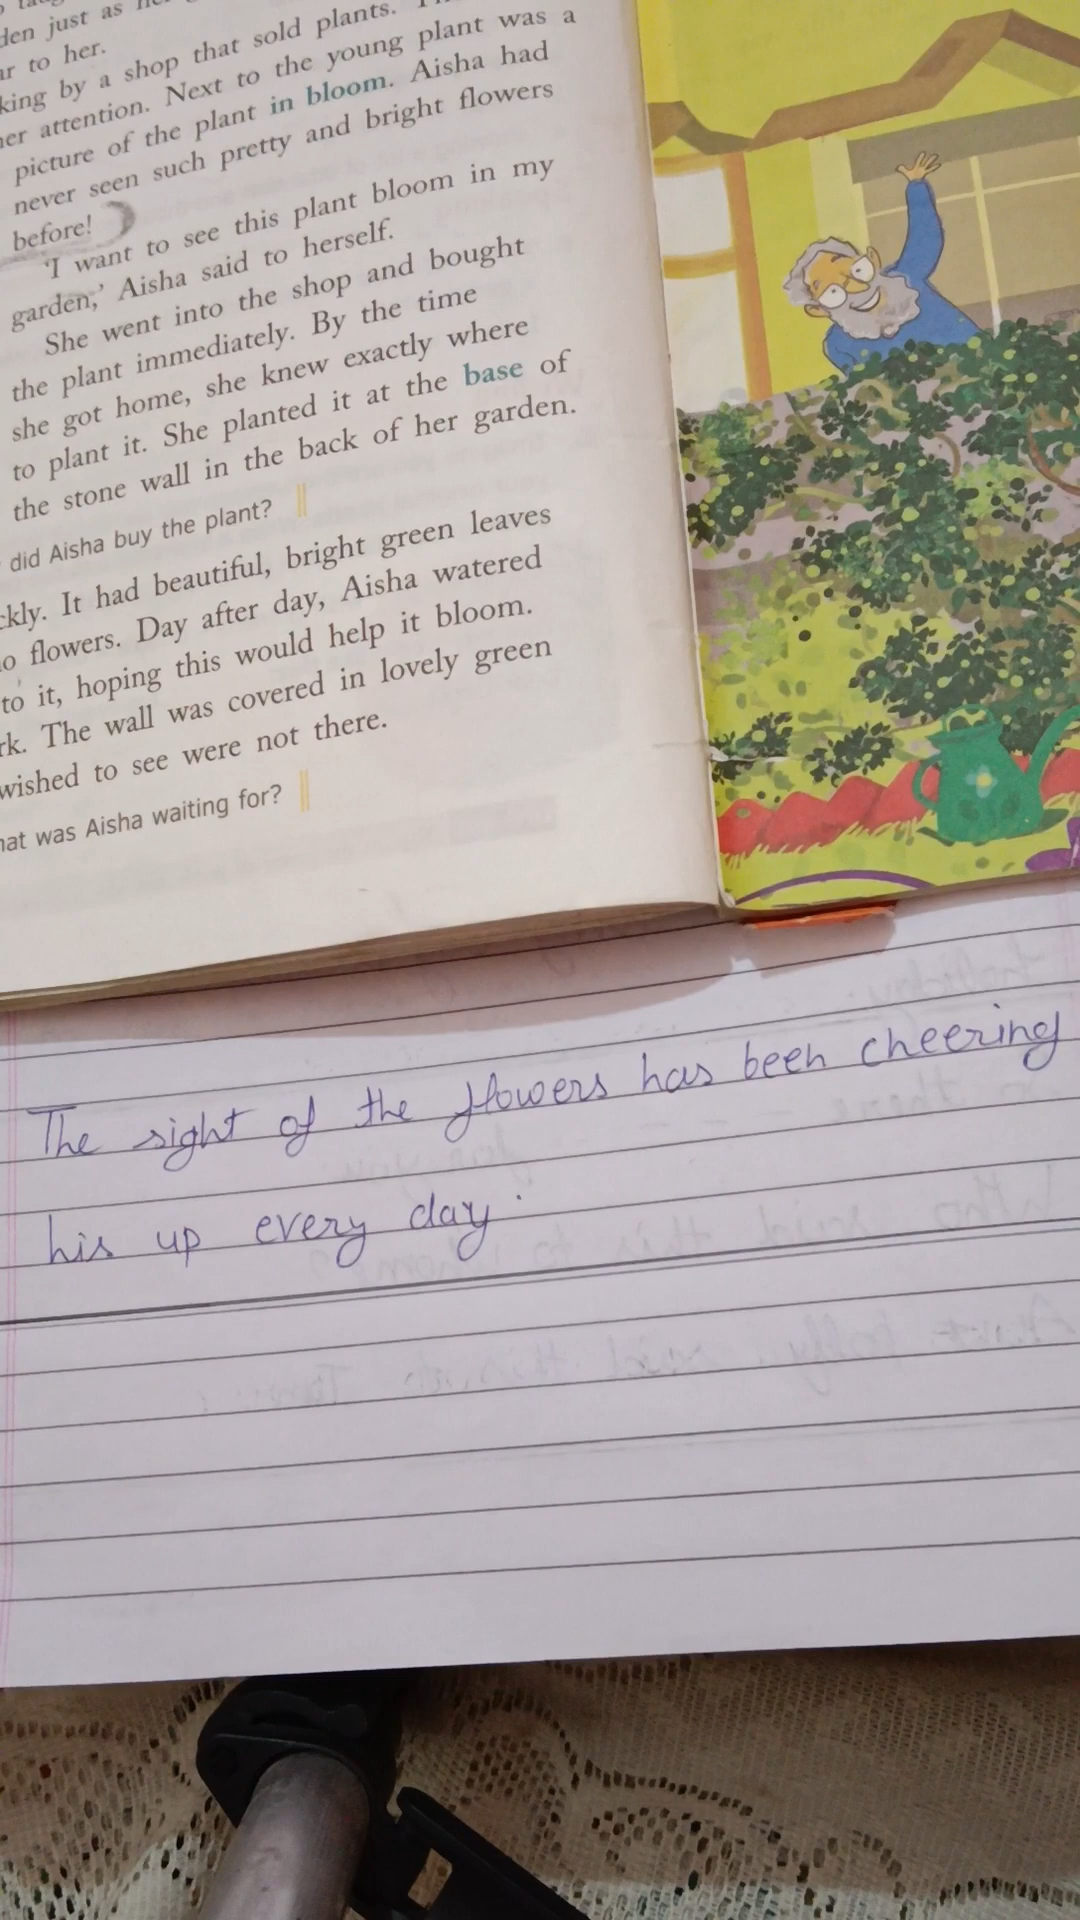 den just as
to her.
king by a shop that sold plants.
her attention. Next to the young plant was a
picture of the plant in bloom. Aisha had
never seen such pretty and bright flowers
before!
'I want to see this plant bloom in my
garden,' Aisha said to herself.
She went into the shop and bought
the plant immediately. By the time
she got home, she knew exactly where
to plant it. She planted it at the base of
the stone wall in the back of her garden.
did Aisha buy the plant?
ckly. It had beautiful, bright green leaves
o flowers. Day after day, Aisha watered
to it, hoping this would help it bloom.
rk. The wall was covered in lovely green
wished to see were not there.
hat was Aisha waiting for?
The sight of the flowers has been cheering
his up every day.